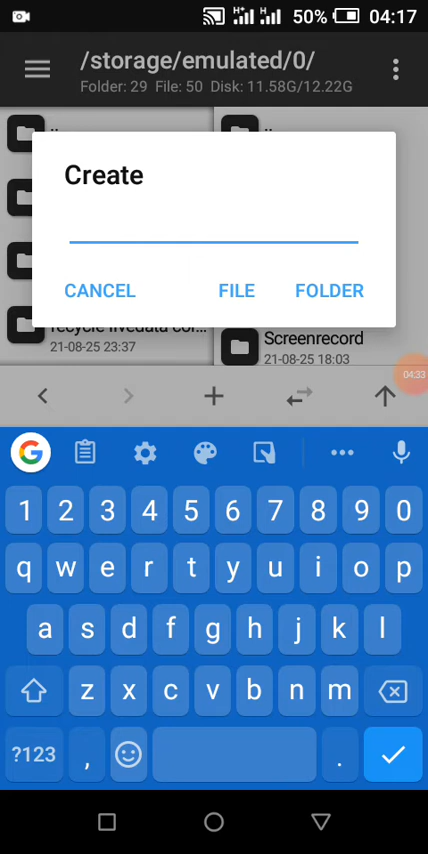 H+ H 50% 04:17
/storage/emulated/0/
Folder: 29 File: 50 Disk: 11.58G/12.22G
..
..
Create
CANCEL FILE FOLDER
recycle livedata
21-08-25 23:37
Screenrecord
21-08-25 18:03
04:33
G
1 2 3 4 5 6 7 8 9 0
q w e r t y u i o p
a s d f g h j k l
z x c v b n m
?123 , .